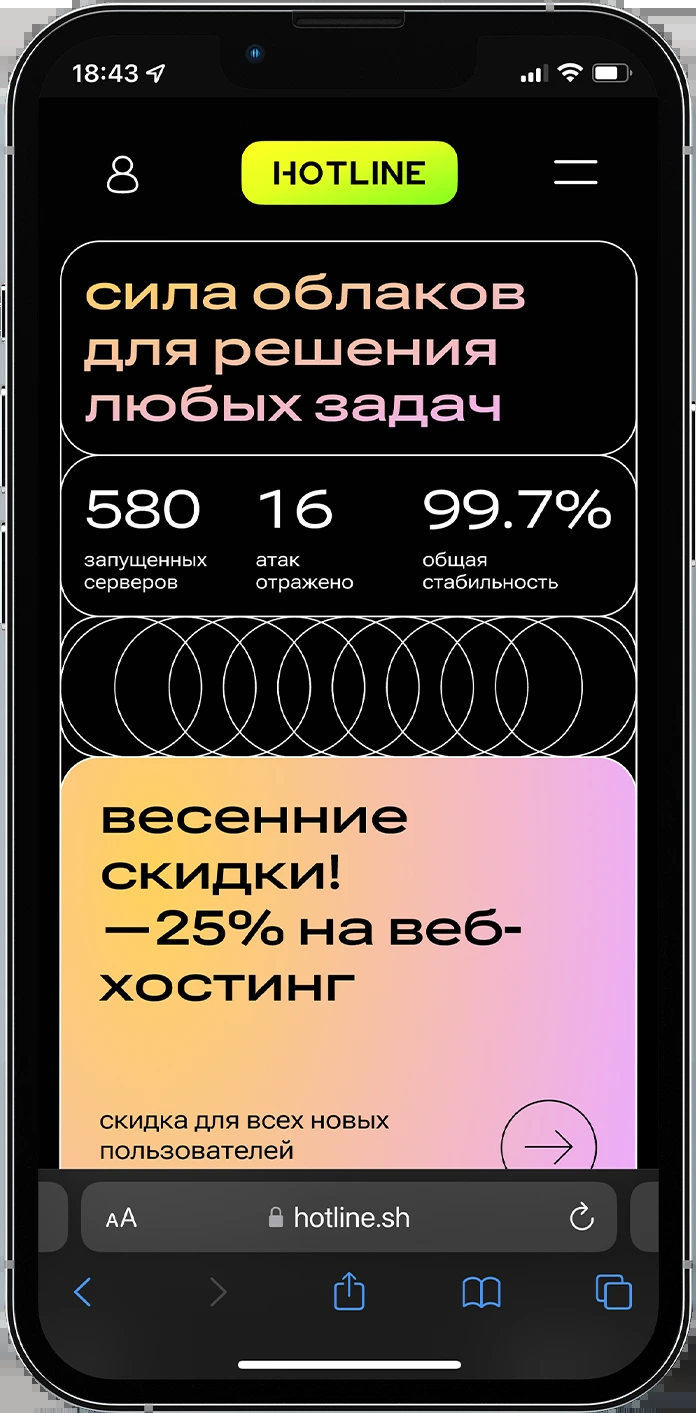 18:43
HOTLINE
сила облаков
для решения
любых задач
580 16 99.7%
запущенных атак общая
серверов отражено стабильность
весенние
скидки!
—25% на веб-
хостинг
скидка для всех новых
пользователей
AA hotline.sh